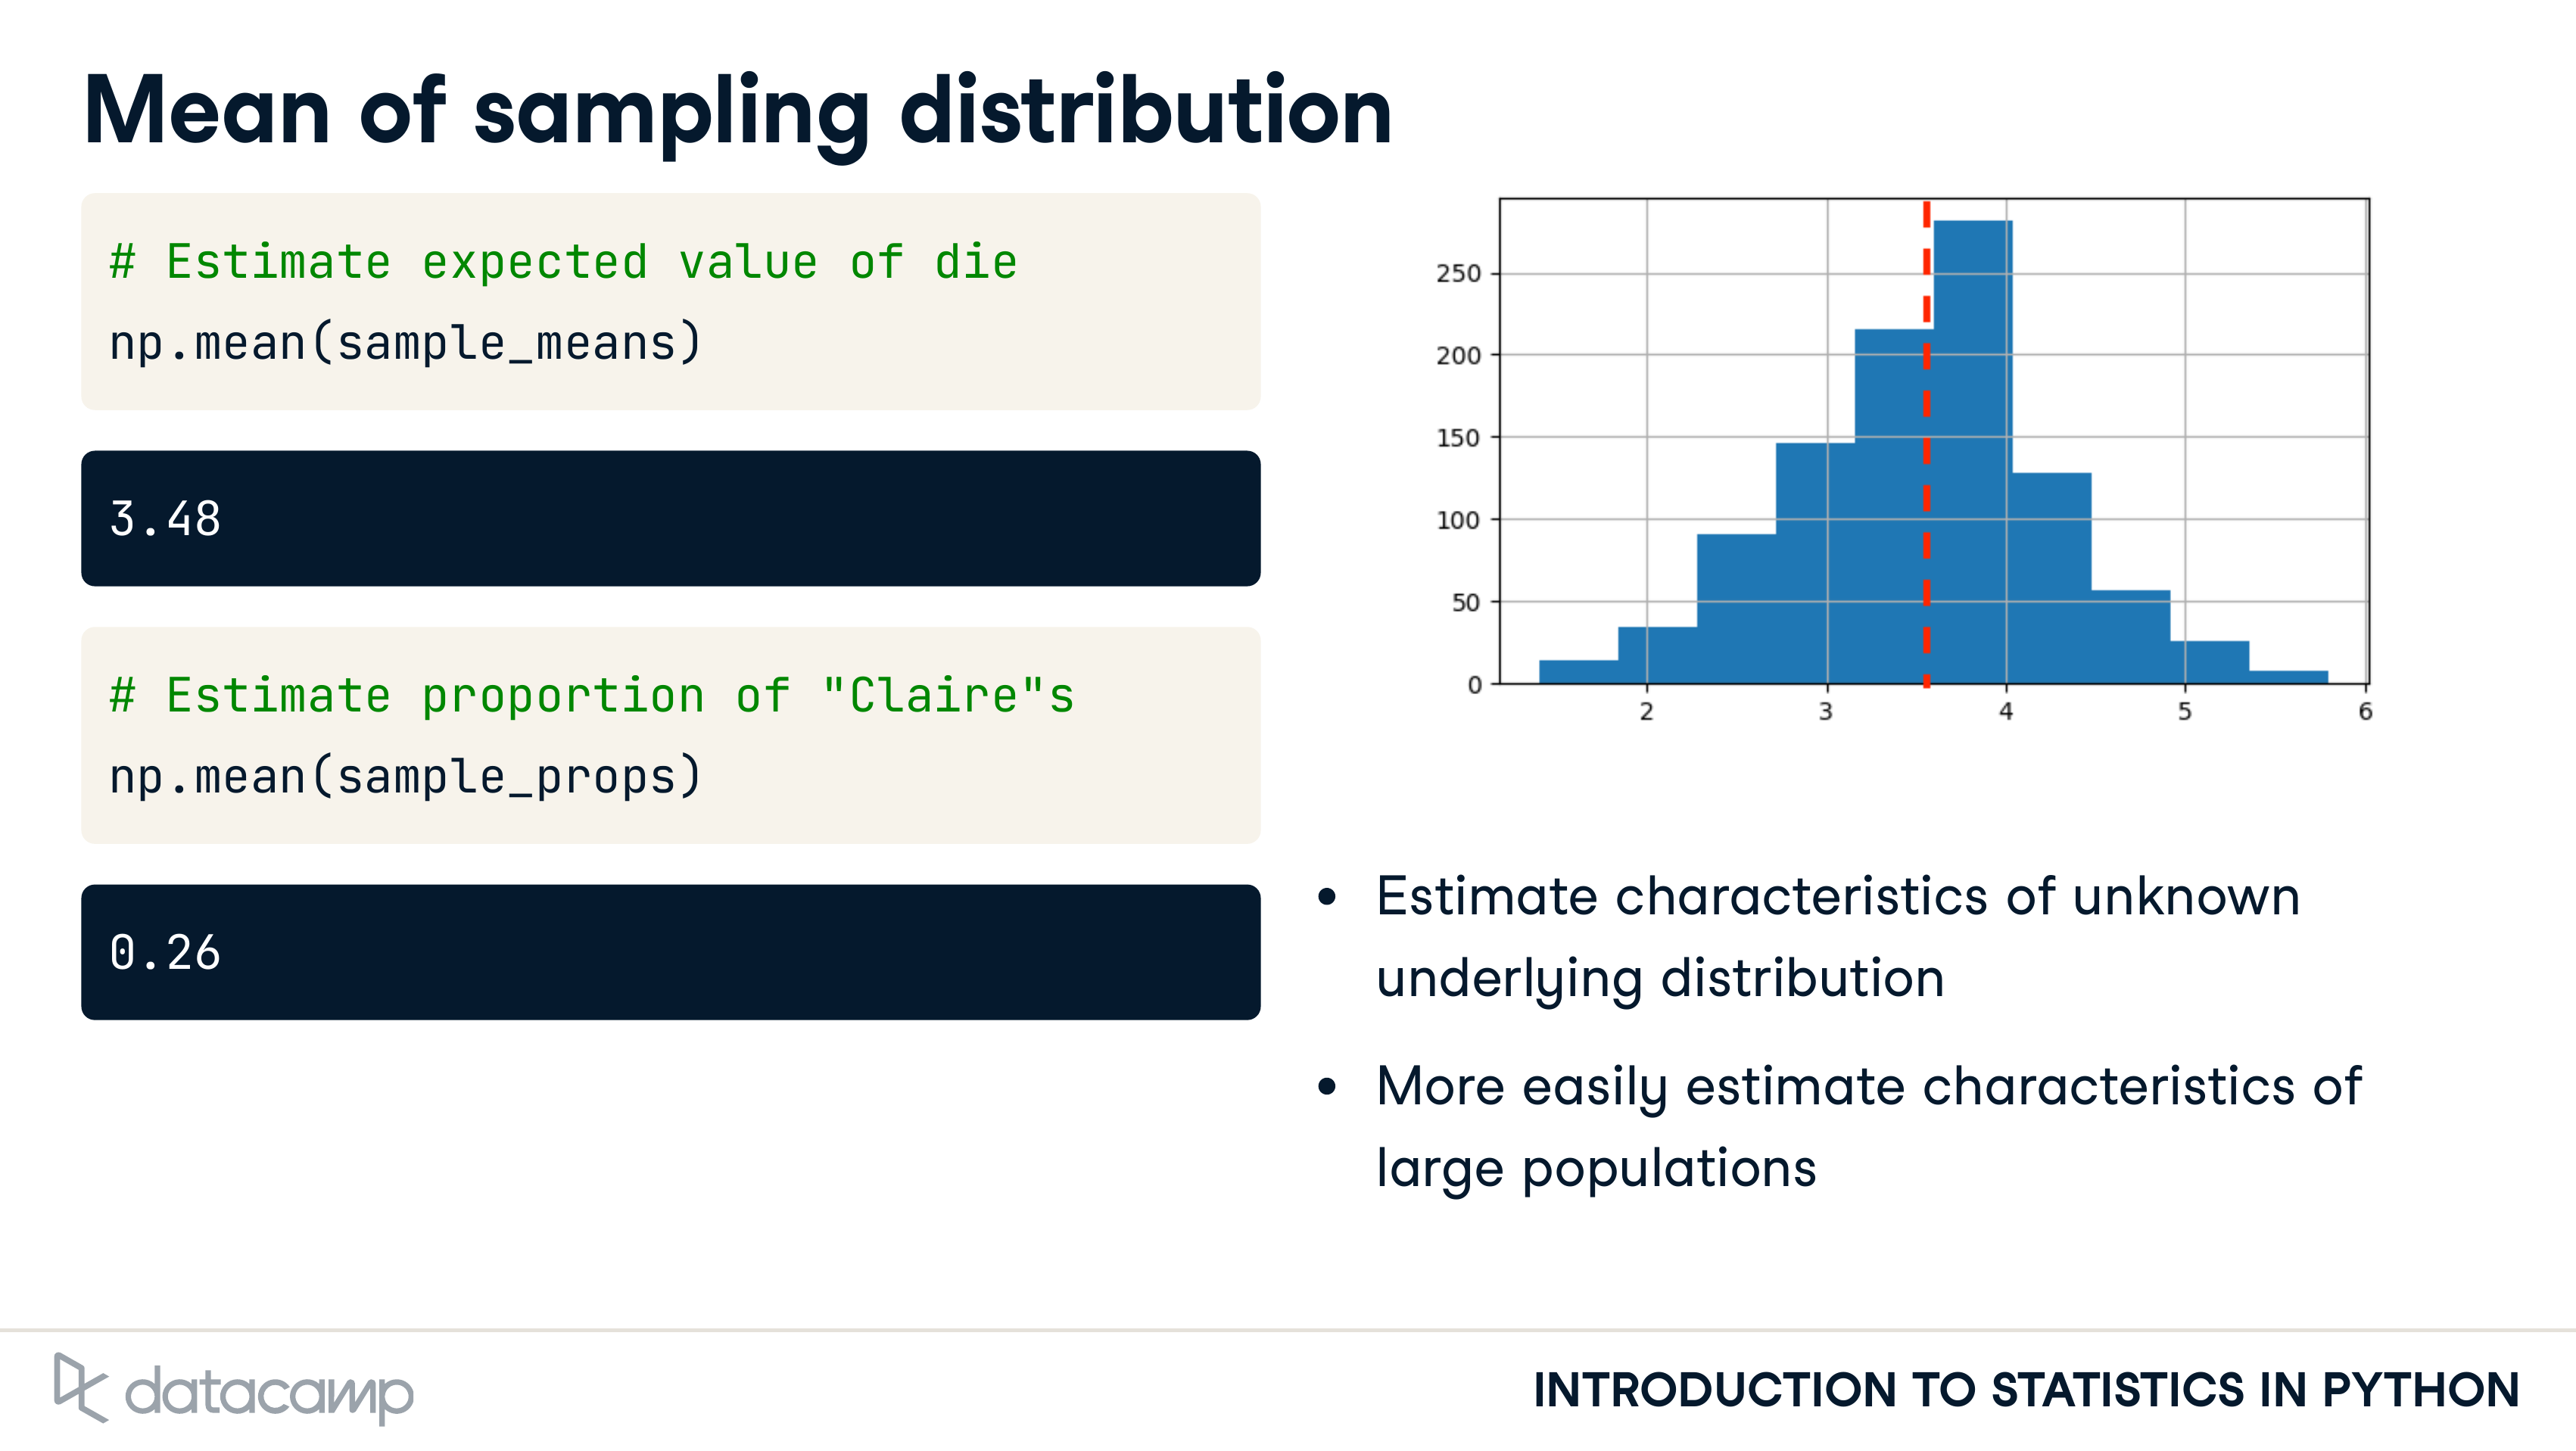 Mean of sampling distribution
# Estimate expected value of die
np.mean(sample_means)
3.48
# Estimate proportion of "Claire"s
np.mean(sample_props)
0.26
250
200
150
100
50
0
2 3 4 5 6
• Estimate characteristics of unknown
underlying distribution
• More easily estimate characteristics of
large populations
datacamp
INTRODUCTION TO STATISTICS IN PYTHON